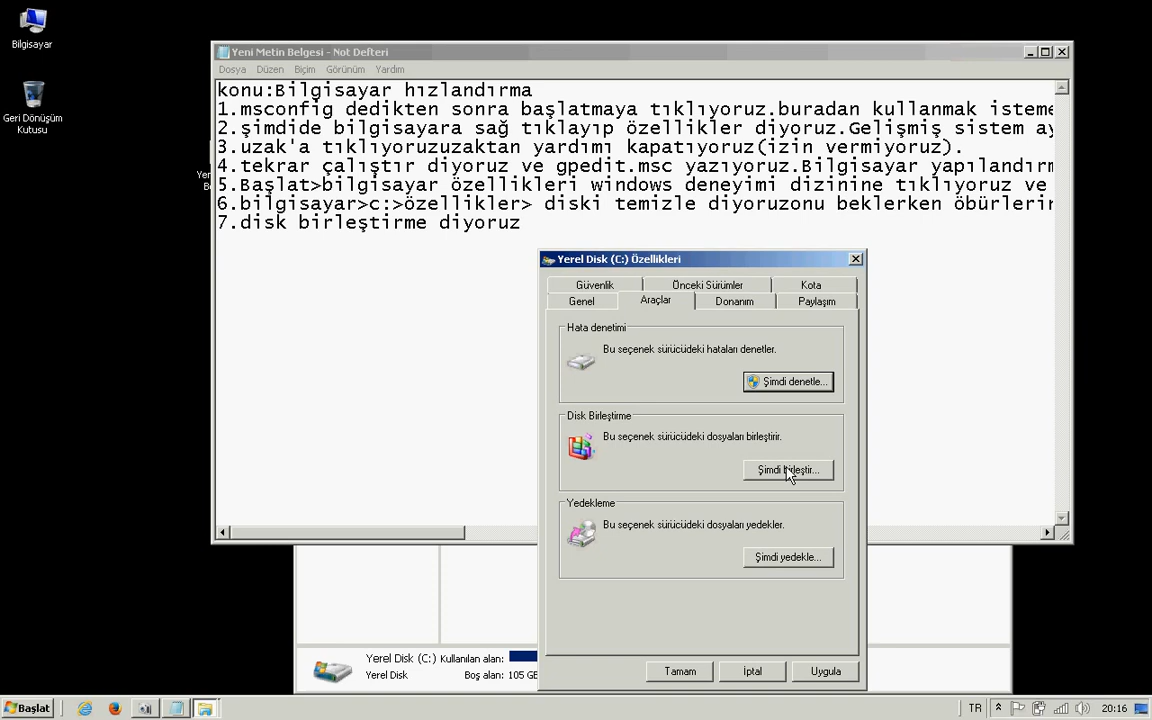 Bilgisayar
Geri Dönüşüm
Kutusu
Yeni Metin Belgesi - Not Defteri
Dosya Düzen Biçim Görünüm Yardım
konu:Bilgisayar hızlandırma
1.msconfig dedikten sonra başlatmaya tıklıyoruz.buradan kullanmak isteme
2.şimdide bilgisayara sağ tıklayıp özellikler diyoruz.Gelişmiş sistem ay
3.uzak'a tıklıyoruzuzaktan yardımı kapatıyoruz(izin vermiyoruz).
4.tekrar çalıştır diyoruz ve gpedit.msc yazıyoruz.Bilgisayar yapılandırm
5.Başlat>bilgisayar özellikleri windows deneyimi dizinine tıklıyoruz ve
6.bilgisayar>c:>özellikler> diski temizle diyoruzonu beklerken öbürlerir
7.disk birleştirme diyoruz
Yerel Disk (C:) Özellikleri
Güvenlik Önceki Sürümler Kota
Genel Araçlar Donanım Paylaşım
Hata denetimi
Bu seçenek sürücüdeki hataları denetler.
Şimdi denetle...
Disk Birleştirme
Bu seçenek sürücüdeki dosyaları birleştirir.
Şimdi birleştir...
Yedekleme
Bu seçenek sürücüdeki dosyaları yedekler.
Şimdi yedekle...
Tamam İptal Uygula
Yerel Disk (C:) Kullanılan alan:
Yerel Disk Boş alan: 105 GB
Başlat TR 20:16